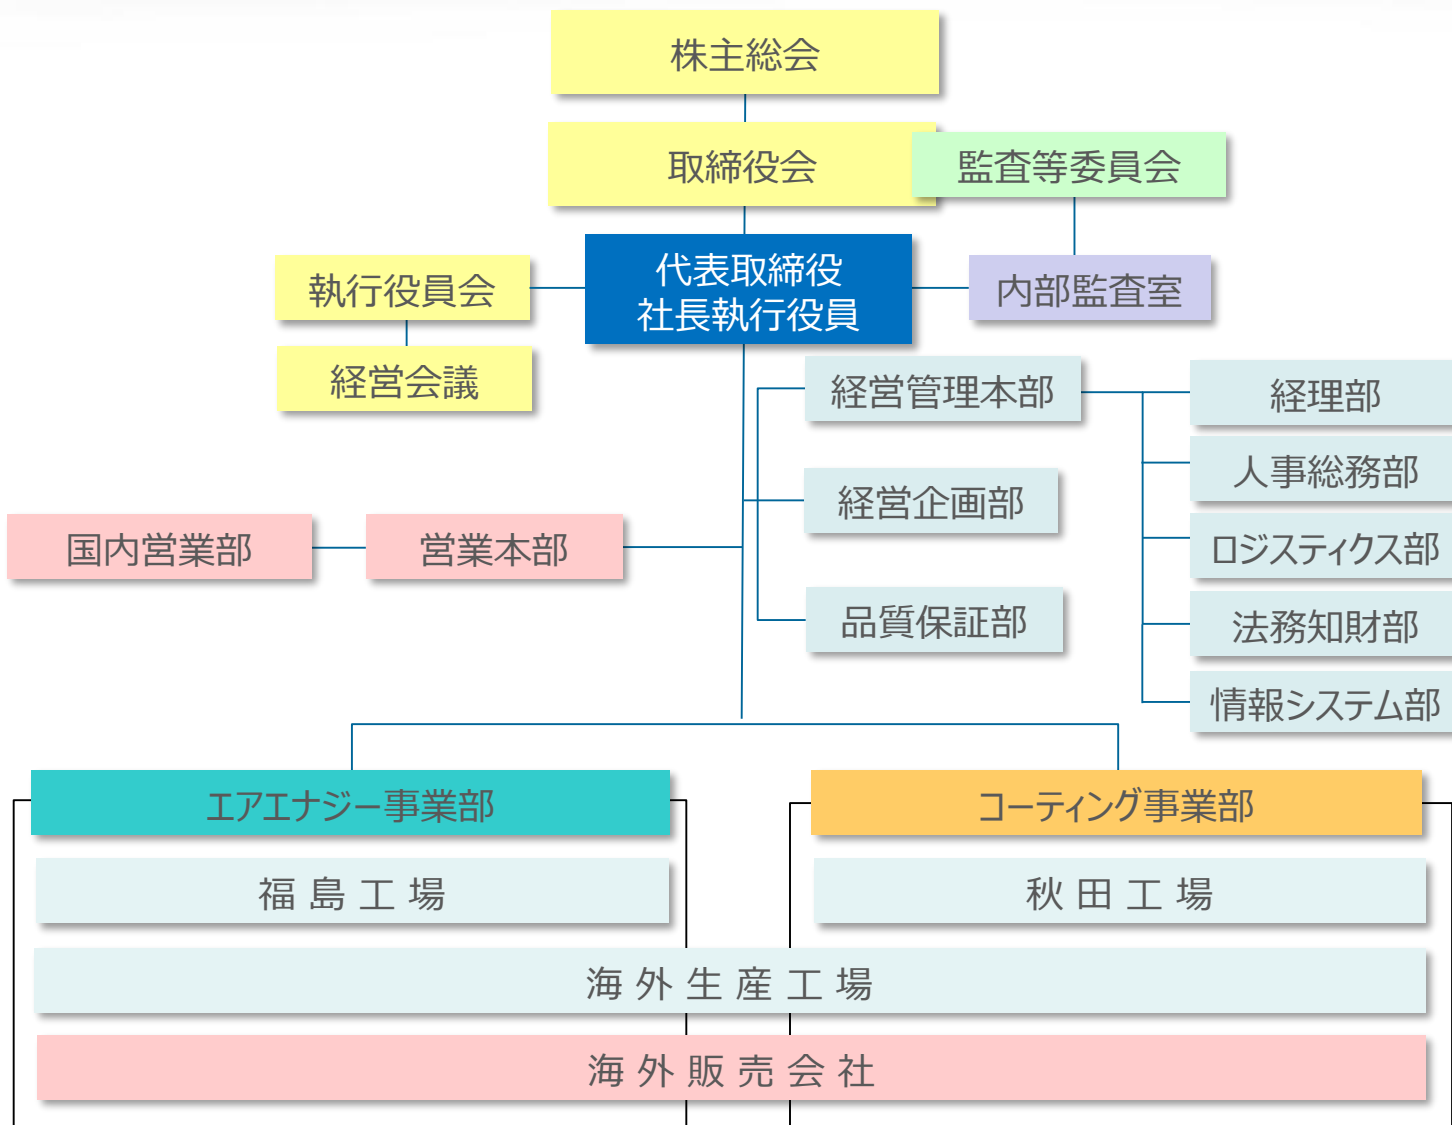 株主総会
取締役会
監査等委員会
代表取締役
社長執行役員
執行役員会
内部監査室
経営会議
経営管理本部
経理部
人事総務部
経営企画部
国内営業部
営業本部
ロジスティクス部
品質保証部
法務知財部
情報システム部
エアエナジー事業部
コーティング事業部
福島工場
秋田工場
海外生産工場
海外販売会社